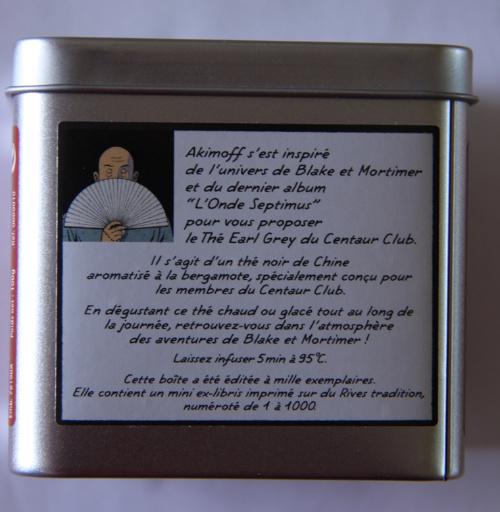 Akimoff s'est inspiré
de l'univers de Blake et Mortimer
et du dernier album
"L'Onde Septimus"
pour vous proposer
le Thé Earl Grey du Centaur Club.
Il s'agit d'un thé noir de Chine
aromatisé à la bergamote, spécialement conçu pour
les membres du Centaur Club.
En dégustant ce thé chaud ou glacé tout au long de
la journée, retrouvez-vous dans l'atmosphère
des aventures de Blake et Mortimer !
Laissez infuser 5min à 95°C.
Cette boîte a été éditée à mille exemplaires.
Elle contient un mini ex-libris imprimé sur du Rives tradition,
numéroté de 1 à 1000.